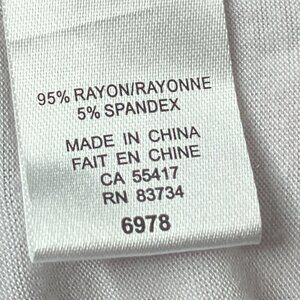 95% RAYON/RAYONNE
5% SPANDEX
MADE IN CHINA
FAIT EN CHINE
CA 55417
RN 83734
6978